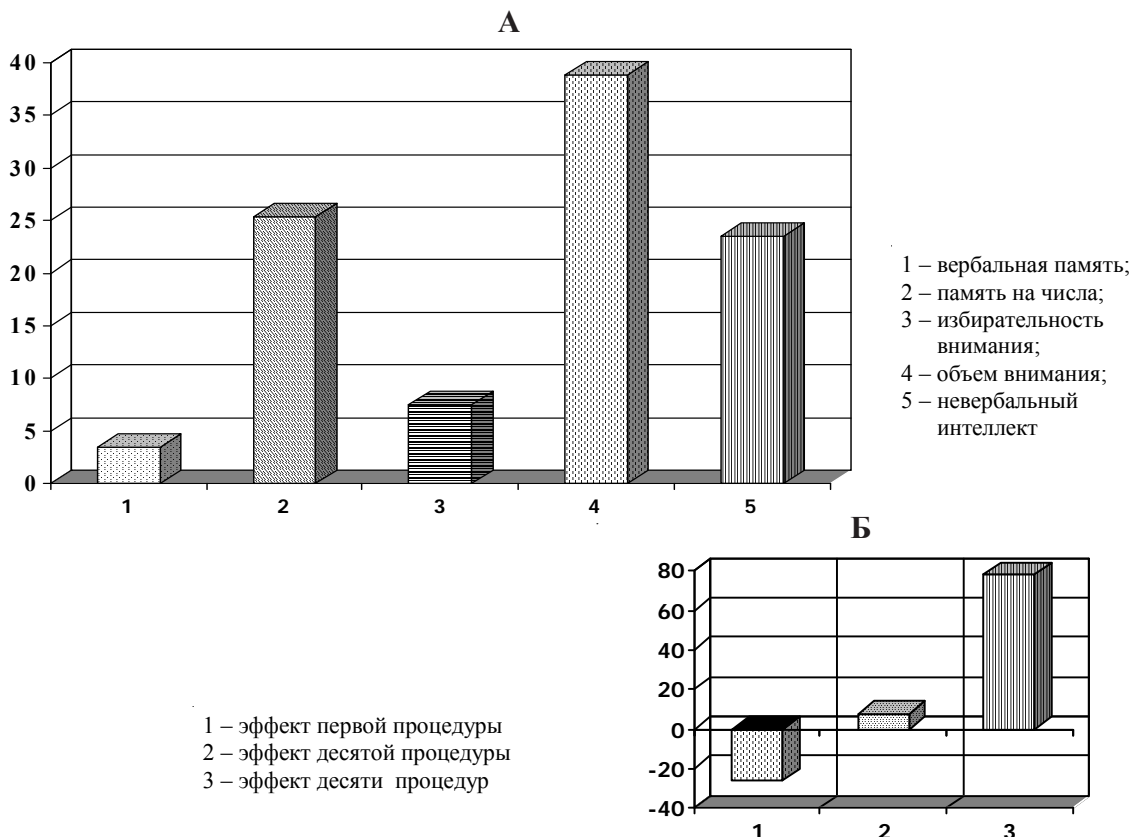 А
40
35
30
25
20
15
10
5
0
1 2 3 4 5
1 – вербальная память;
2 – память на числа;
3 – избирательность
внимания;
4 – объем внимания;
5 – невербальный
интеллект
Б
80
60
40
20
0
-20
-40
1 2 3
1 – эффект первой процедуры
2 – эффект десятой процедуры
3 – эффект десяти процедур